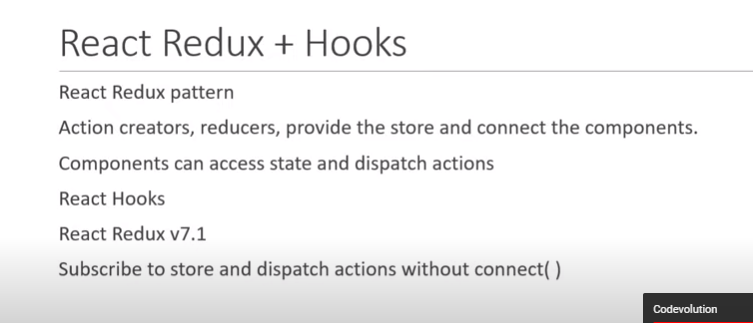 React Redux + Hooks
React Redux pattern
Action creators, reducers, provide the store and connect the components.
Components can access state and dispatch actions
React Hooks
React Redux v7.1
Subscribe to store and dispatch actions without connect( )
Codevolution